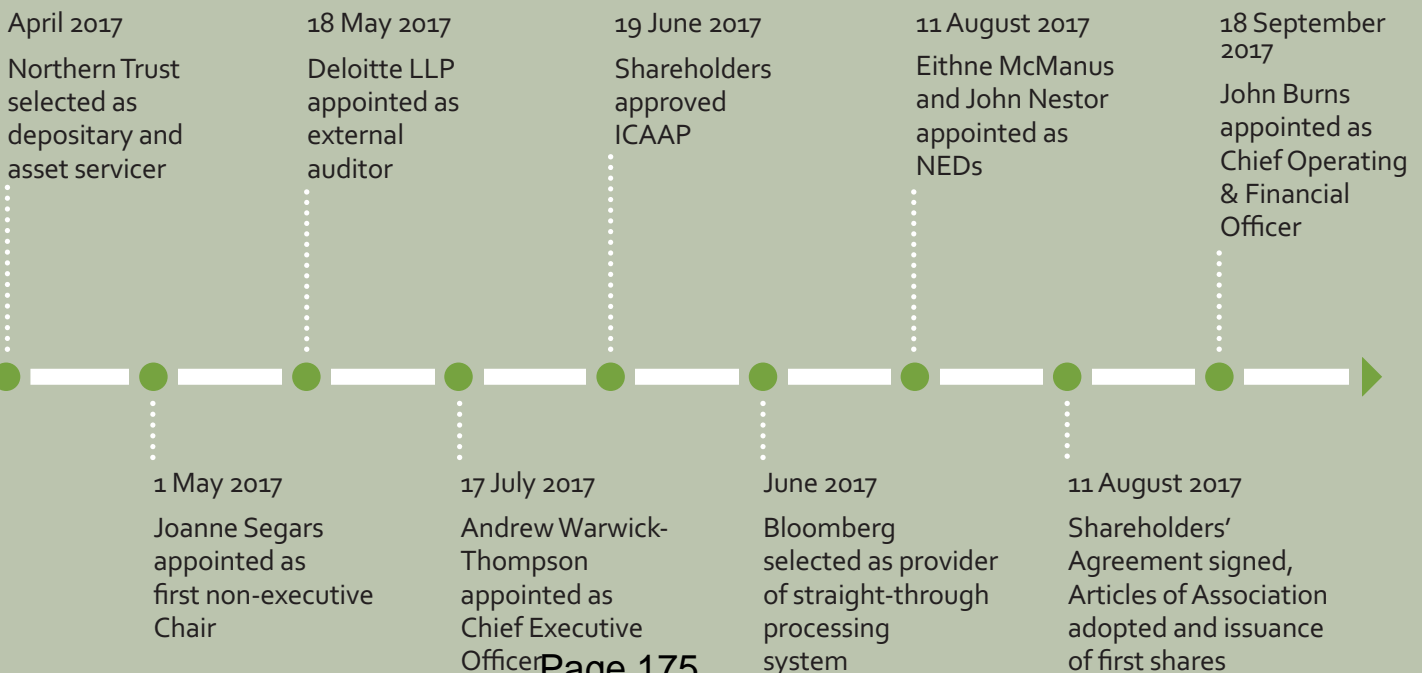 April 2017
Northern Trust
selected as
depositary and
asset servicer
18 May 2017
Deloitte LLP
appointed as
external
auditor
19 June 2017
Shareholders
approved
ICAAP
11 August 2017
Eithne McManus
and John Nestor
appointed as
NEDs
18 September
2017
John Burns
appointed as
Chief Operating
& Financial
Officer
1 May 2017
Joanne Segars
appointed as
first non-executive
Chair
17 July 2017
Andrew Warwick-
Thompson
appointed as
Chief Executive
Officer
Page 175
June 2017
Bloomberg
selected as provider
of straight-through
processing
system
11 August 2017
Shareholders’
Agreement signed,
Articles of Association
adopted and issuance
of first shares